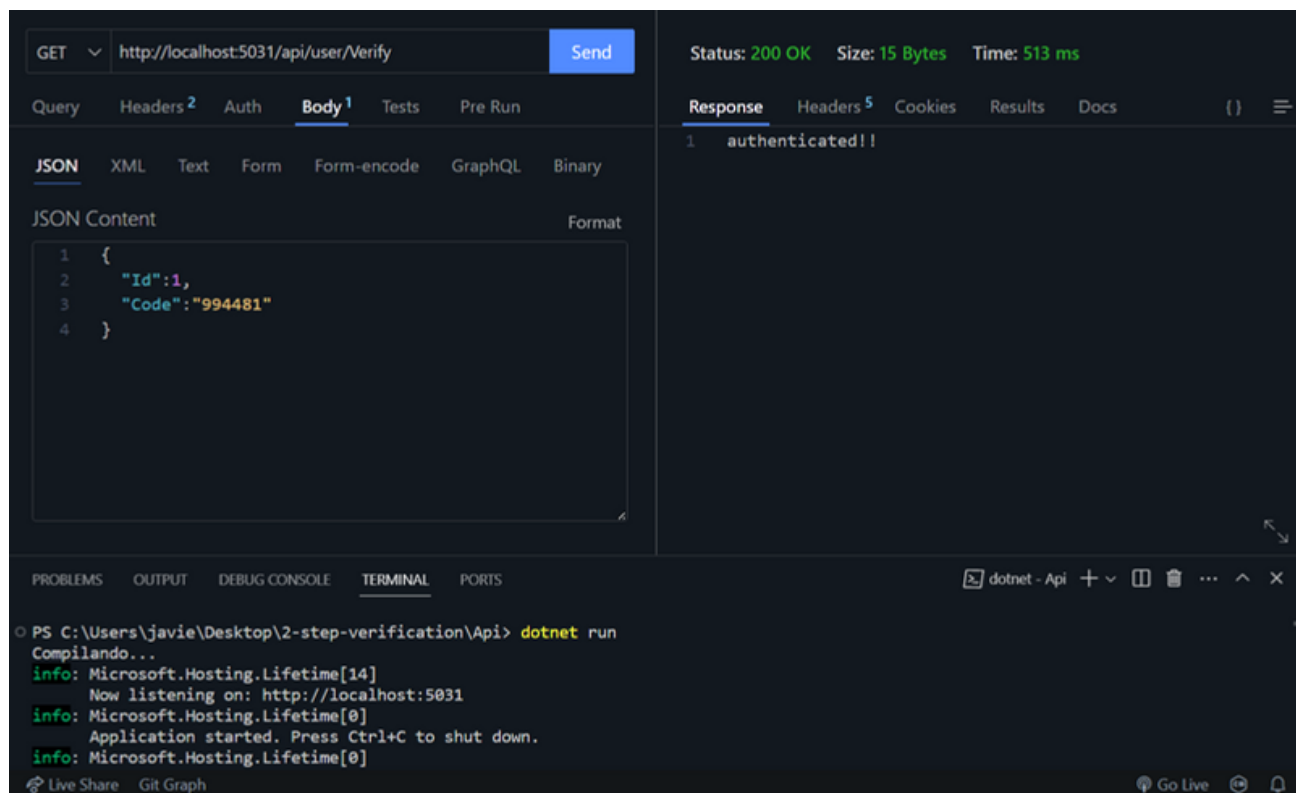 GET http://localhost:5031/api/user/Verify Send
Query Headers 2 Auth Body 1 Tests Pre Run
JSON XML Text Form Form-encode GraphQL Binary
JSON Content Format
1 {
2 "Id":1,
3 "Code":"994481"
4 }
Status: 200 OK Size: 15 Bytes Time: 513 ms
Response Headers 5 Cookies Results Docs {}
1 authenticated!!
PROBLEMS OUTPUT DEBUG CONSOLE TERMINAL PORTS dotnet - Api
PS C:\Users\javie\Desktop\2-step-verification\Api> dotnet run
Compilando...
info: Microsoft.Hosting.Lifetime[14]
Now listening on: http://localhost:5031
info: Microsoft.Hosting.Lifetime[0]
Application started. Press Ctrl+C to shut down.
info: Microsoft.Hosting.Lifetime[0]
Live Share Git Graph Go Live